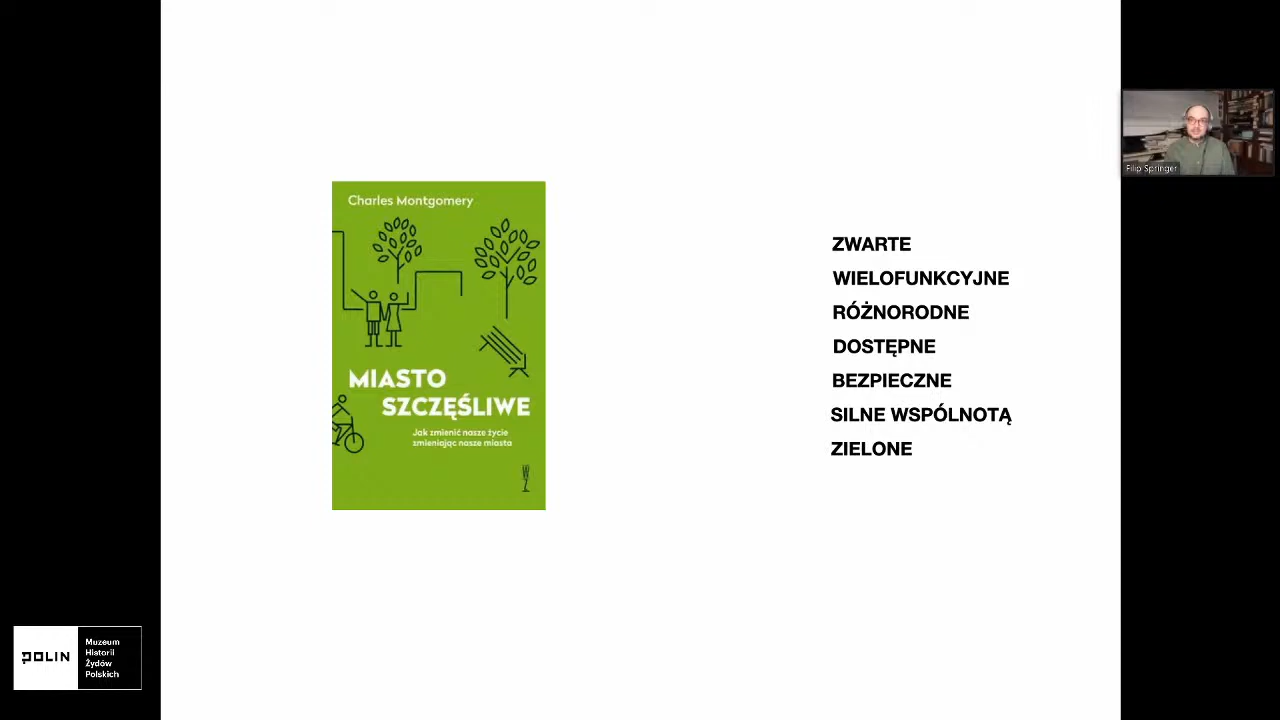 Charles Montgomery
MIASTO
SZCZĘŚLIWE
Jak zmienić nasze życie
zmieniając nasze miasta
W
Ż
ZWARTE
WIELOFUNKCYJNE
RÓŻNORODNE
DOSTĘPNE
BEZPIECZNE
SILNE WSPÓLNOTĄ
ZIELONE
Filip Springer
POLIN
Muzeum
Historii
Żydów
Polskich